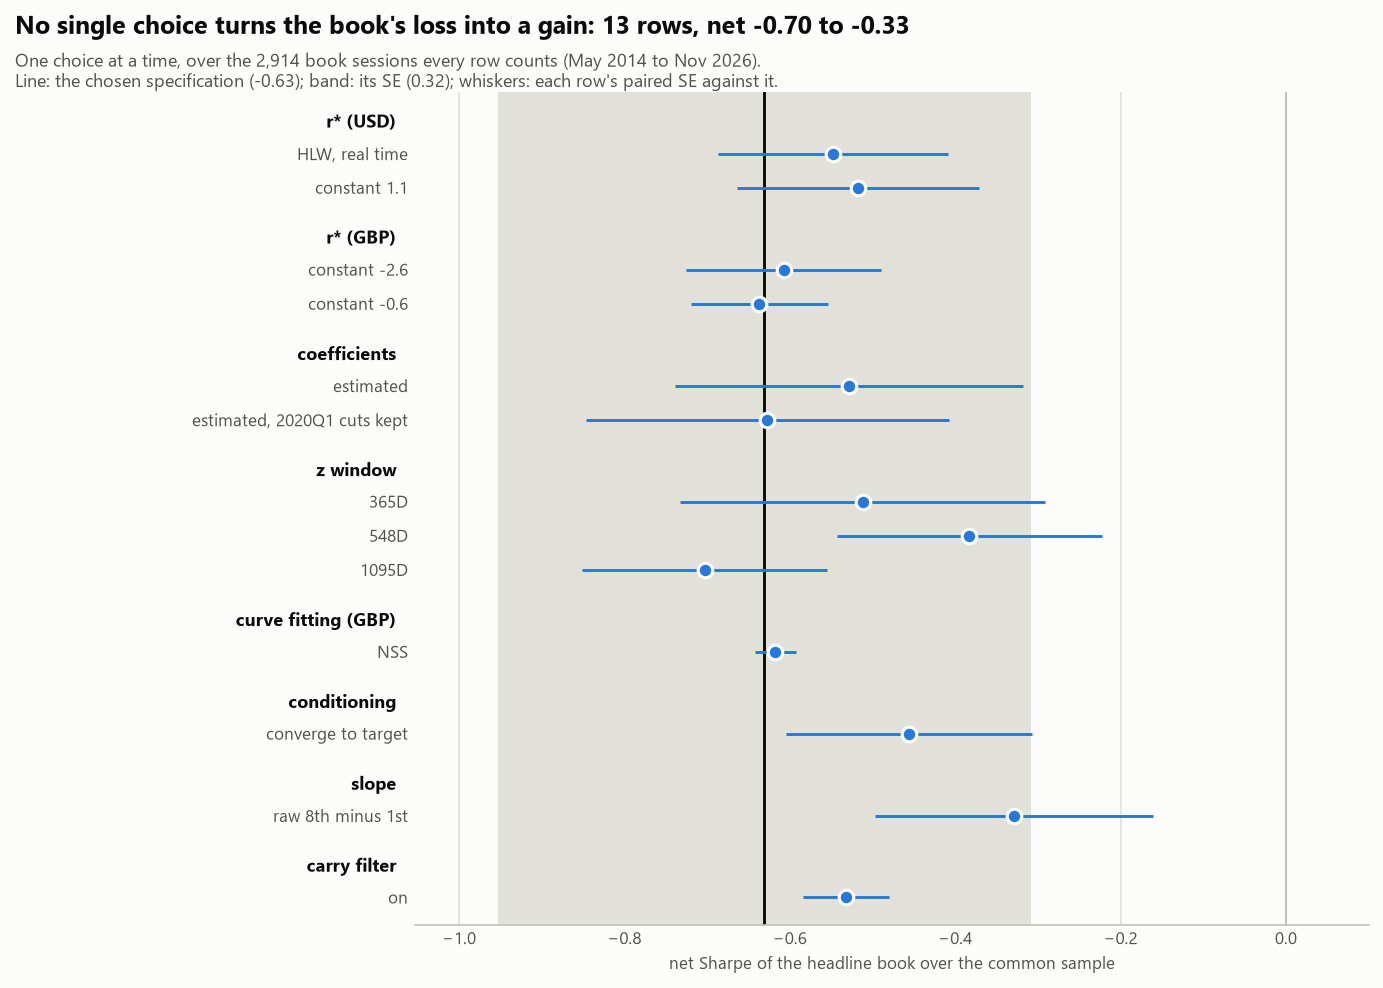 No single choice turns the book's loss into a gain: 13 rows, net -0.70 to -0.33
One choice at a time, over the 2,914 book sessions every row counts (May 2014 to Nov 2026).
Line: the chosen specification (-0.63); band: its SE (0.32); whiskers: each row's paired SE against it.
r* (USD)
HLW, real time
constant 1.1
r* (GBP)
constant -2.6
constant -0.6
coefficients
estimated
estimated, 2020Q1 cuts kept
z window
365D
548D
1095D
curve fitting (GBP)
NSS
conditioning
converge to target
slope
raw 8th minus 1st
carry filter
on
−1.0 −0.8 −0.6 −0.4 −0.2 0.0
net Sharpe of the headline book over the common sample